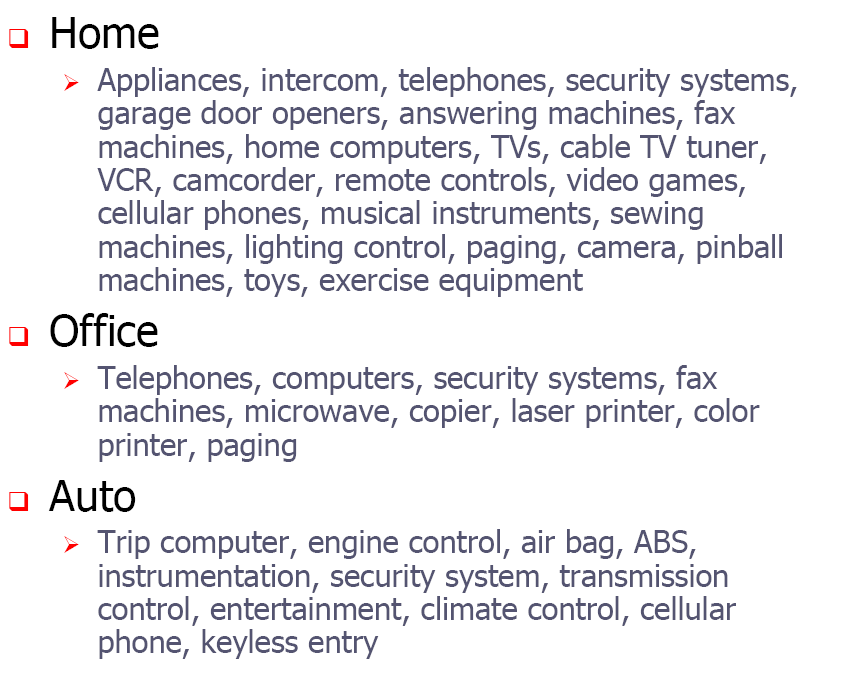 Home
Appliances, intercom, telephones, security systems,
garage door openers, answering machines, fax
machines, home computers, TVs, cable TV tuner,
VCR, camcorder, remote controls, video games,
cellular phones, musical instruments, sewing
machines, lighting control, paging, camera, pinball
machines, toys, exercise equipment
Office
Telephones, computers, security systems, fax
machines, microwave, copier, laser printer, color
printer, paging
Auto
Trip computer, engine control, air bag, ABS,
instrumentation, security system, transmission
control, entertainment, climate control, cellular
phone, keyless entry